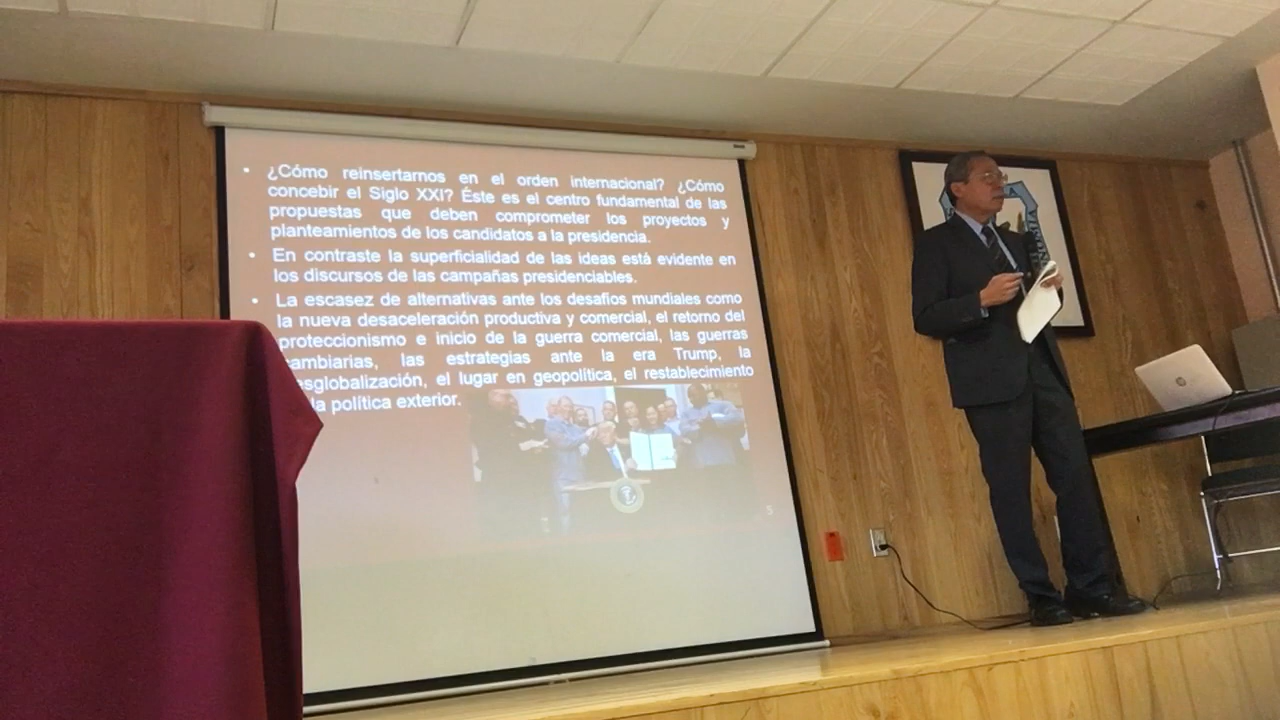 • ¿Cómo reinsertarnos en el orden internacional? ¿Cómo
concebir el Siglo XXI? Éste es el centro fundamental de las
propuestas que deben comprometer los proyectos y
planteamientos de los candidatos a la presidencia.
• En contraste la superficialidad de las ideas está evidente en
los discursos de las campañas presidenciables.
• La escasez de alternativas ante los desafíos mundiales como
la nueva desaceleración productiva y comercial, el retorno del
proteccionismo e inicio de la guerra comercial, las guerras
cambiarias, las estrategias ante la era Trump, la
esglobalización, el lugar en geopolítica, el restablecimiento
la política exterior.
5
hp